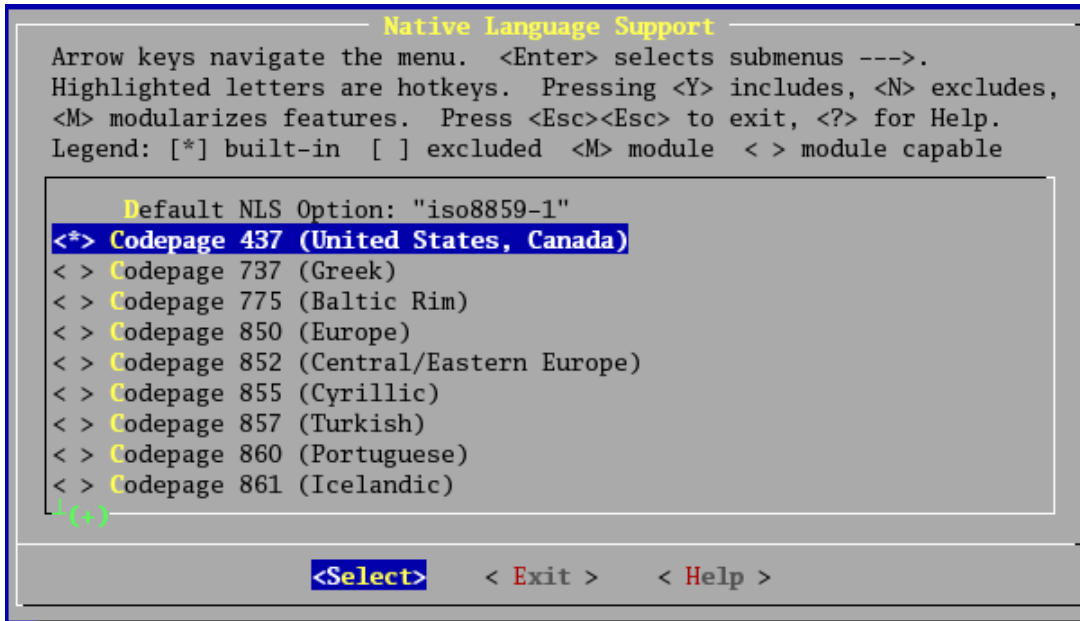 Native Language Support
Arrow keys navigate the menu.  <Enter> selects submenus --->.
Highlighted letters are hotkeys.  Pressing <Y> includes, <N> excludes,
<M> modularizes features.  Press <Esc><Esc> to exit, <?> for Help.
Legend: [*] built-in  [ ] excluded  <M> module  < > module capable
Default NLS Option: "iso8859-1"
<*> Codepage 437 (United States, Canada)
< > Codepage 737 (Greek)
< > Codepage 775 (Baltic Rim)
< > Codepage 850 (Europe)
< > Codepage 852 (Central/Eastern Europe)
< > Codepage 855 (Cyrillic)
< > Codepage 857 (Turkish)
< > Codepage 860 (Portuguese)
< > Codepage 861 (Icelandic)
┴(+)
<Select>    < Exit >    < Help >